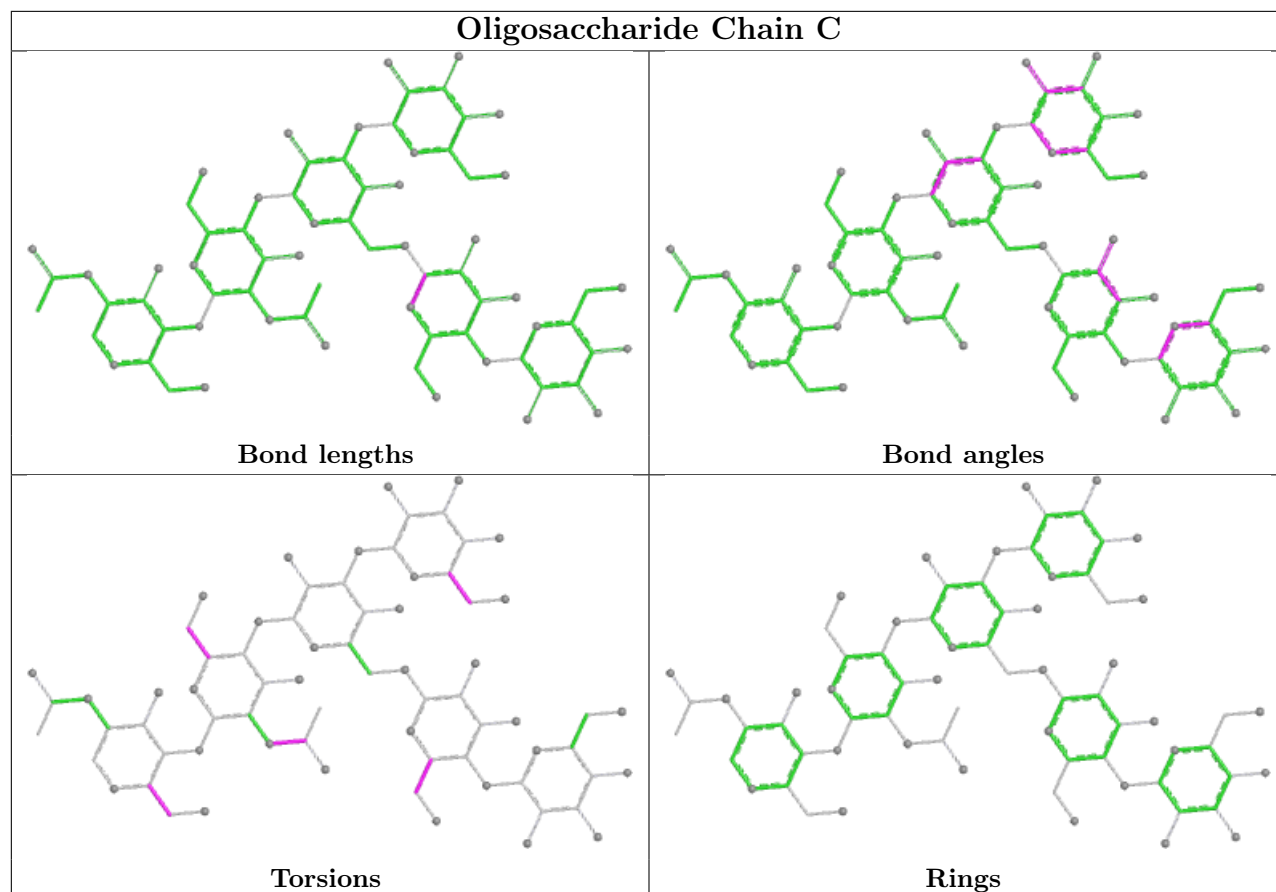 Oligosaccharide Chain C
Bond lengths
Bond angles
Torsions
Rings